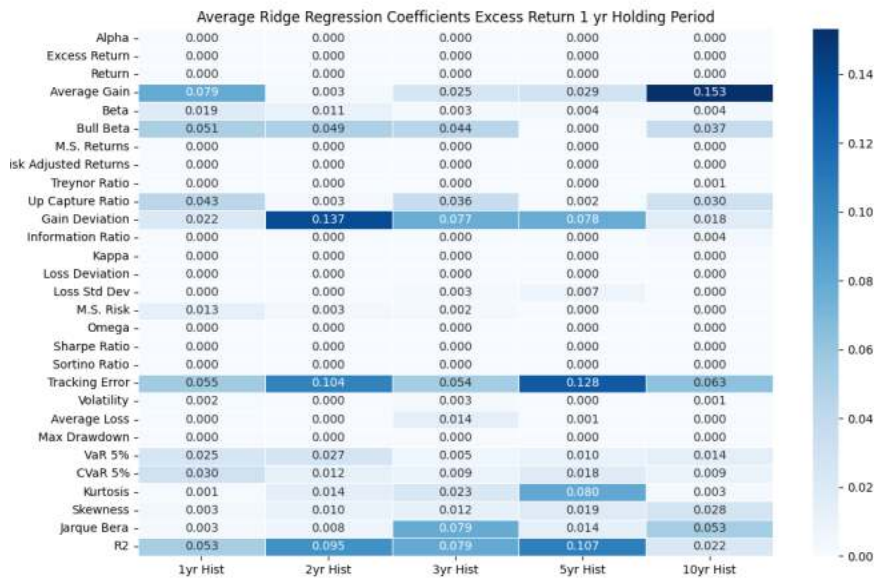 Average Ridge Regression Coefficients Excess Return 1 yr Holding Period
Alpha - 0.000 0.000 0.000 0.000 0.000
Excess Return - 0.000 0.000 0.000 0.000 0.000
Return - 0.000 0.000 0.000 0.000 0.000
Average Gain - 0.079 0.003 0.025 0.029 0.153
Beta - 0.019 0.011 0.003 0.004 0.004
Bull Beta - 0.051 0.049 0.044 0.000 0.037
M.S. Returns - 0.000 0.000 0.000 0.000 0.000
isk Adjusted Returns - 0.000 0.000 0.000 0.000 0.000
Treynor Ratio - 0.000 0.000 0.000 0.000 0.001
Up Capture Ratio - 0.043 0.003 0.036 0.002 0.030
Gain Deviation - 0.022 0.137 0.077 0.078 0.018
Information Ratio - 0.000 0.000 0.000 0.000 0.004
Kappa - 0.000 0.000 0.000 0.000 0.000
Loss Deviation - 0.000 0.000 0.000 0.000 0.000
Loss Std Dev - 0.000 0.000 0.003 0.007 0.000
M.S. Risk - 0.013 0.003 0.002 0.000 0.000
Omega - 0.000 0.000 0.000 0.000 0.000
Sharpe Ratio - 0.000 0.000 0.000 0.000 0.000
Sortino Ratio - 0.000 0.000 0.000 0.000 0.000
Tracking Error - 0.055 0.104 0.054 0.128 0.063
Volatility - 0.002 0.000 0.003 0.000 0.001
Average Loss - 0.000 0.000 0.014 0.001 0.000
Max Drawdown - 0.000 0.000 0.000 0.000 0.000
VaR 5% - 0.025 0.027 0.005 0.010 0.014
CVaR 5% - 0.030 0.012 0.009 0.018 0.009
Kurtosis - 0.001 0.014 0.023 0.080 0.003
Skewness - 0.003 0.010 0.012 0.019 0.028
Jarque Bera - 0.003 0.008 0.079 0.014 0.053
R2 - 0.053 0.095 0.079 0.107 0.022
1yr Hist 2yr Hist 3yr Hist 5yr Hist 10yr Hist
- 0.14
- 0.12
- 0.10
- 0.08
- 0.06
- 0.04
- 0.02
- 0.00